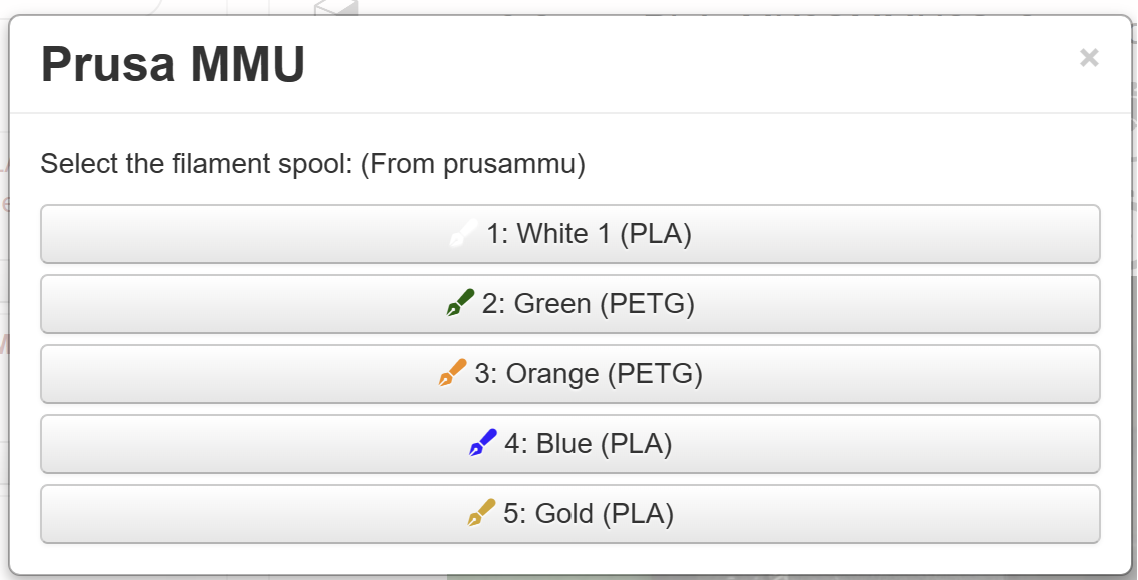 Prusa MMU
×
Select the filament spool: (From prusammu)
1: White 1 (PLA)
2: Green (PETG)
3: Orange (PETG)
4: Blue (PLA)
5: Gold (PLA)